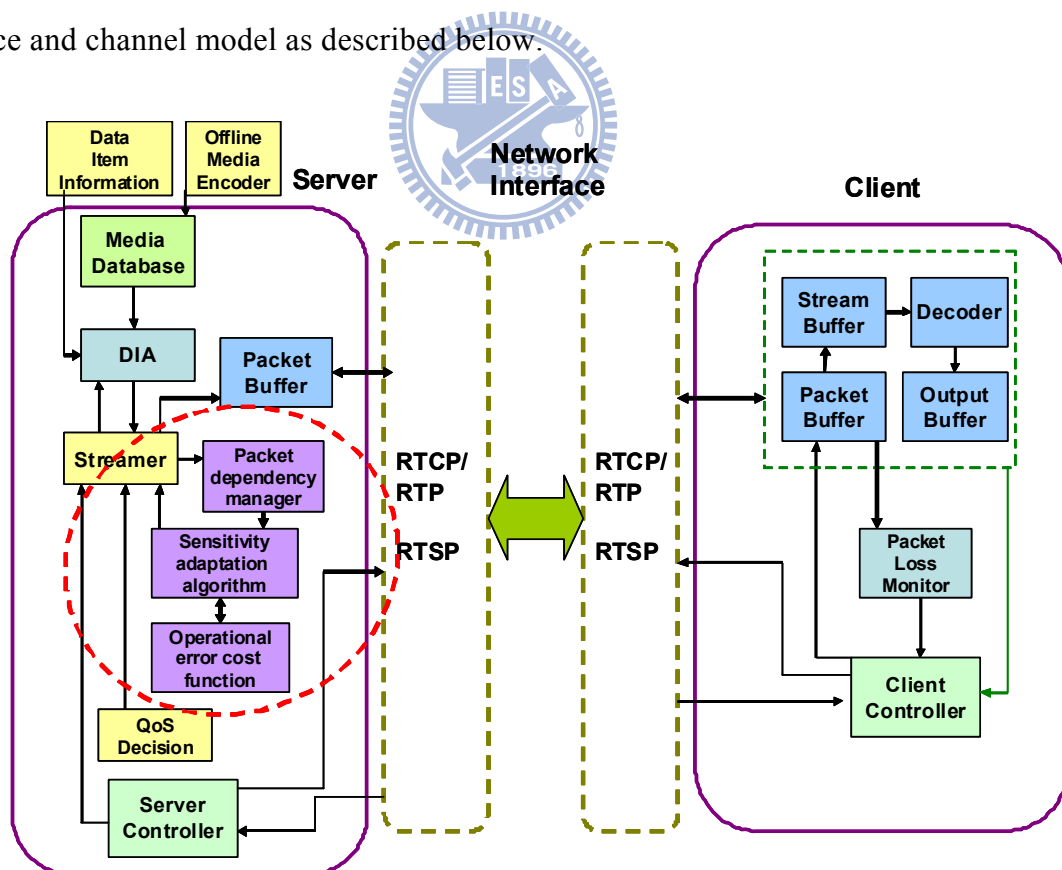 ce and channel model as described below.
ES
A
1896
Data
Item
Information
Offline
Media
Encoder
Server
Network
Interface
Client
Media
Database
DIA
Packet
Buffer
Streamer
Packet
dependency
manager
Sensitivity
adaptation
algorithm
Operational
error cost
function
QoS
Decision
Server
Controller
RTCP/
RTP
RTSP
RTCP/
RTP
RTSP
Stream
Buffer
Decoder
Packet
Buffer
Output
Buffer
Packet
Loss
Monitor
Client
Controller